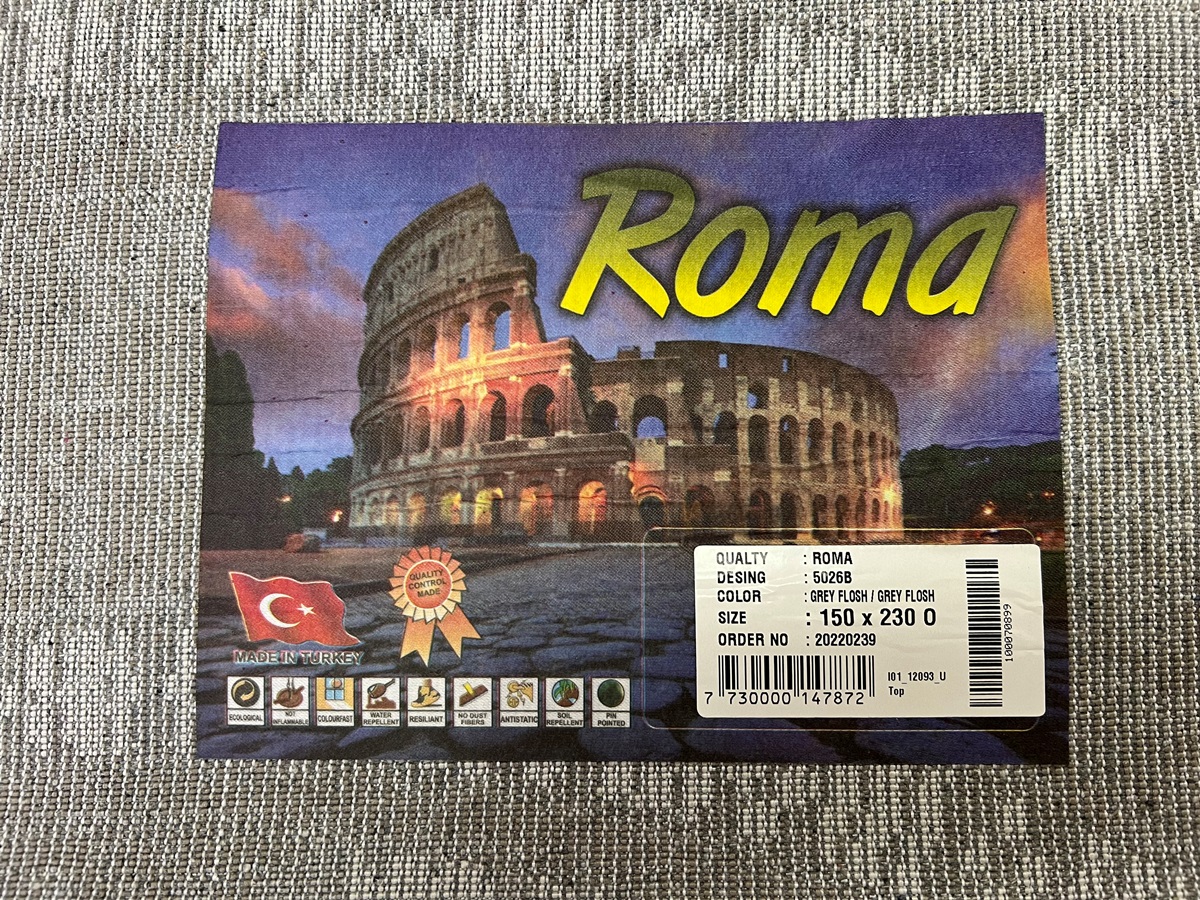 Roma
QUALITY
CONTROL
MADE
MADE IN TURKEY
ECOLOGICAL
NOT
INFLAMMABLE
COLOURFAST
WATER
REPELLENT
RESILIANT
NO DUST
FIBERS
ANTISTATIC
SOIL
REPELLENT
PIN
POINTED
QUALTY : ROMA
DESING : 5026B
COLOR : GREY FLOSH / GREY FLOSH
SIZE : 150 x 230 O
ORDER NO : 20220239
7 730000 147872
I01_12093_U
Top
100070899